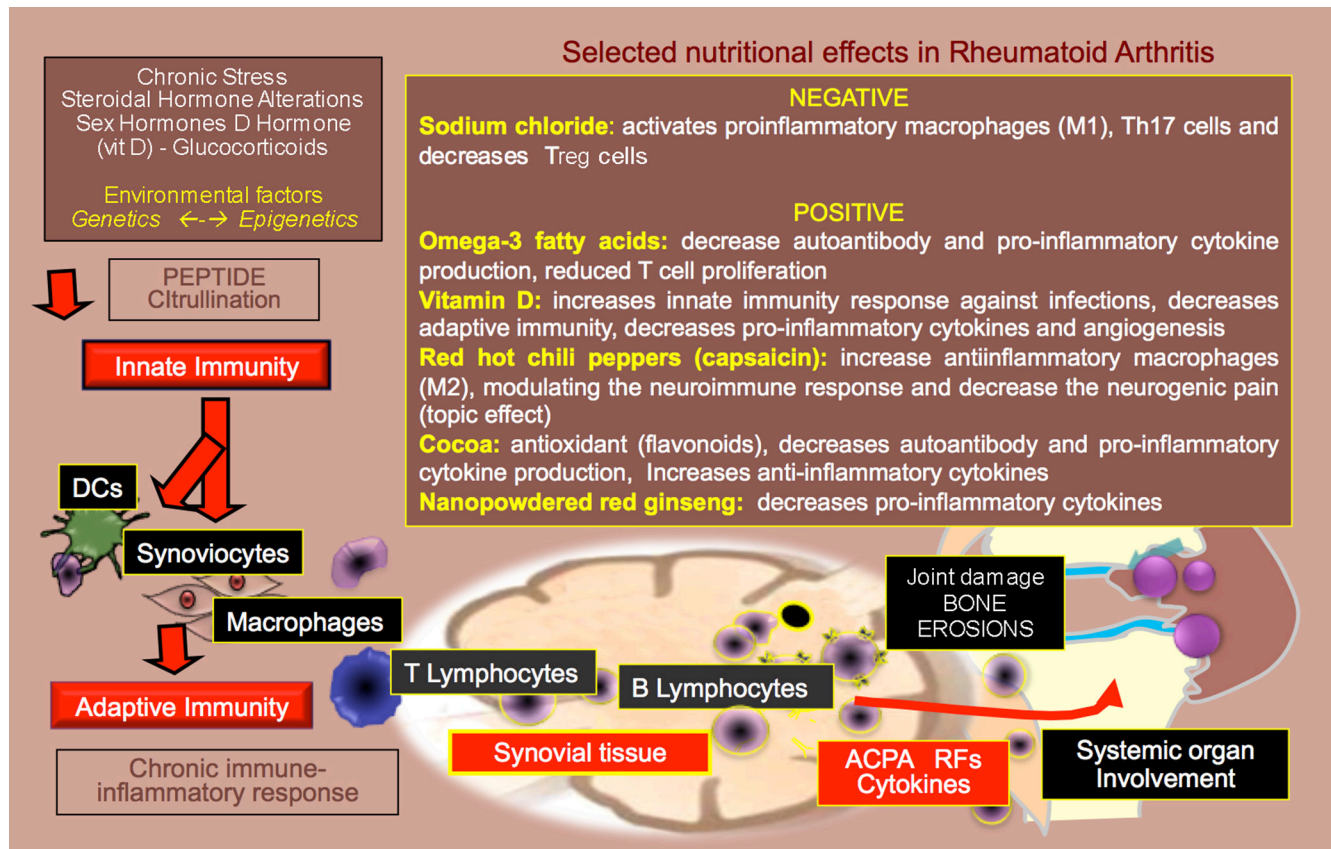 Selected nutritional effects in Rheumatoid Arthritis
Chronic Stress
Steroidal Hormone Alterations
Sex Hormones D Hormone
(vit D) - Glucocorticoids
Environmental factors
Genetics ←-→ Epigenetics
PEPTIDE
CItrullination
Innate Immunity
DCs
Synoviocytes
Macrophages
Adaptive Immunity
Chronic immune-
inflammatory response
NEGATIVE
Sodium chloride: activates proinflammatory macrophages (M1), Th17 cells and
decreases Treg cells
POSITIVE
Omega-3 fatty acids: decrease autoantibody and pro-inflammatory cytokine
production, reduced T cell proliferation
Vitamin D: increases innate immunity response against infections, decreases
adaptive immunity, decreases pro-inflammatory cytokines and angiogenesis
Red hot chili peppers (capsaicin): increase antiinflammatory macrophages
(M2), modulating the neuroimmune response and decrease the neurogenic pain
(topic effect)
Cocoa: antioxidant (flavonoids), decreases autoantibody and pro-inflammatory
cytokine production, Increases anti-inflammatory cytokines
Nanopowdered red ginseng: decreases pro-inflammatory cytokines
T Lymphocytes
B Lymphocytes
Synovial tissue
Joint damage
BONE
EROSIONS
ACPA RFs
Cytokines
Systemic organ
Involvement